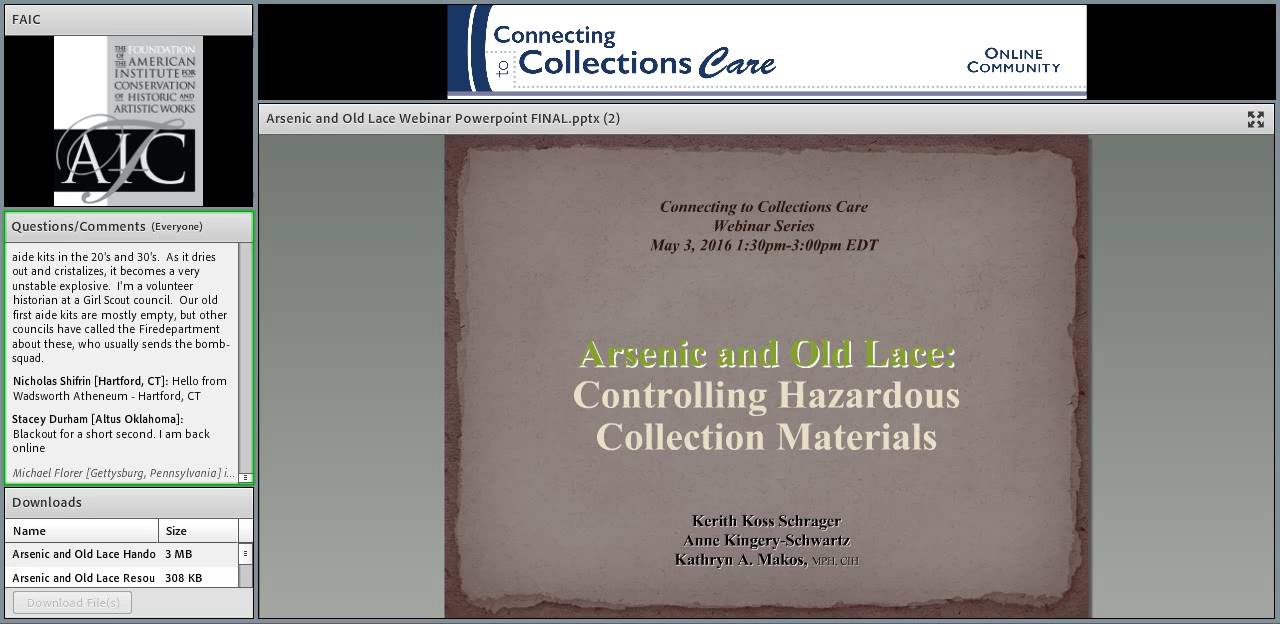 FAIC
THE FOUNDATION
OF THE AMERICAN
INSTITUTE FOR
CONSERVATION
OF HISTORIC AND
ARTISTIC WORKS
FAIC
Connecting
to Collections Care
ONLINE
COMMUNITY
Arsenic and Old Lace Webinar Powerpoint FINAL.pptx (2)
Connecting to Collections Care
Webinar Series
May 3, 2016 1:30pm-3:00pm EDT
Arsenic and Old Lace:
Controlling Hazardous
Collection Materials
Kerith Koss Schrager
Anne Kingery-Schwartz
Kathryn A. Makos, MPH, CIH
Questions/Comments (Everyone)
aide kits in the 20's and 30's. As it dries
out and cristalizes, it becomes a very
unstable explosive. I'm a volunteer
historian at a Girl Scout council. Our old
first aide kits are mostly empty, but other
councils have called the Firedepartment
about these, who usually sends the bomb-
squad.
Nicholas Shifrin [Hartford, CT]: Hello from
Wadsworth Atheneum - Hartford, CT
Stacey Durham [Altus Oklahoma]:
Blackout for a short second. I am back
online
Michael Florer [Gettysburg, Pennsylvania] i...
Downloads
Name Size
Arsenic and Old Lace Hando 3 MB
Arsenic and Old Lace Resou 308 KB
Download File(s)